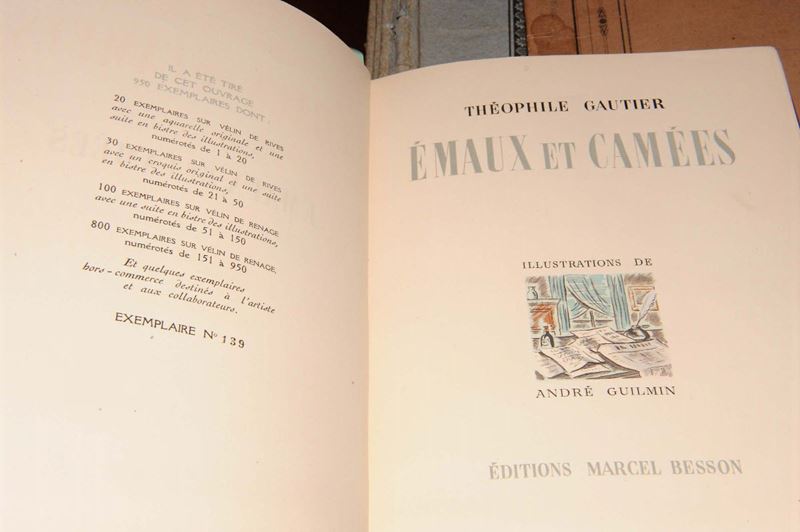 IL A ÉTÉ TIRÉ
DE CET OUVRAGE
950 EXEMPLAIRES DONT :
20 EXEMPLAIRES SUR VÉLIN DE RIVES
avec une aquarelle originale et une
suite en bistre des illustrations,
numérotés de 1 à 20
30 EXEMPLAIRES SUR VÉLIN DE RIVES
avec un croquis original et une suite
en bistre des illustrations,
numérotés de 21 à 50
100 EXEMPLAIRES SUR VÉLIN DE RENAGE
avec une suite en bistre des illustrations,
numérotés de 51 à 150
800 EXEMPLAIRES SUR VÉLIN DE RENAGE,
numérotés de 151 à 950
Et quelques exemplaires
hors-commerce destinés à l'artiste
et aux collaborateurs.
EXEMPLAIRE No 139
THÉOPHILE GAUTIER
ÉMAUX ET CAMÉES
ILLUSTRATIONS DE
ANDRÉ GUILMIN
ÉDITIONS MARCEL BESSON